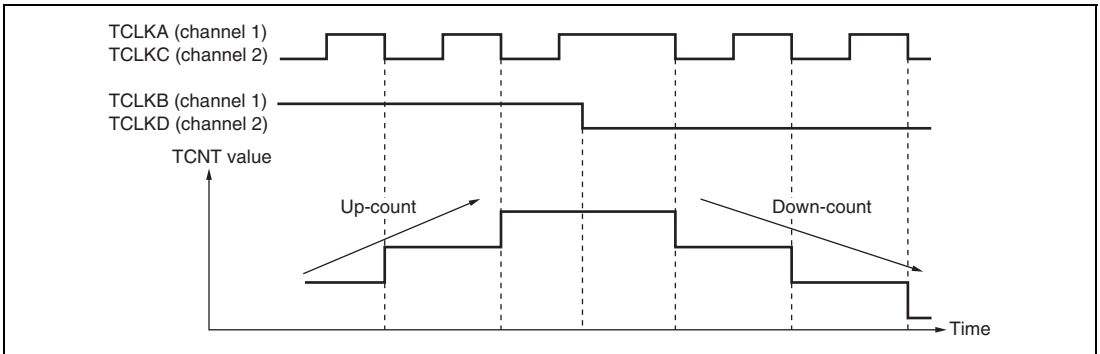 TCLKA (channel 1)
TCLKC (channel 2)
TCLKB (channel 1)
TCLKD (channel 2)
TCNT value
Up-count
Down-count
Time